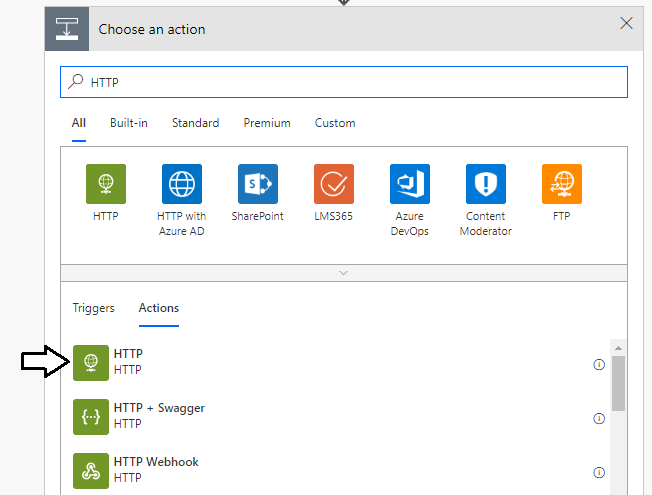 Choose an action
HTTP
All Built-in Standard Premium Custom
HTTP HTTP with Azure AD SharePoint LMS365 Azure DevOps Content Moderator FTP
Triggers Actions
HTTP
HTTP
HTTP + Swagger
HTTP
HTTP Webhook
HTTP